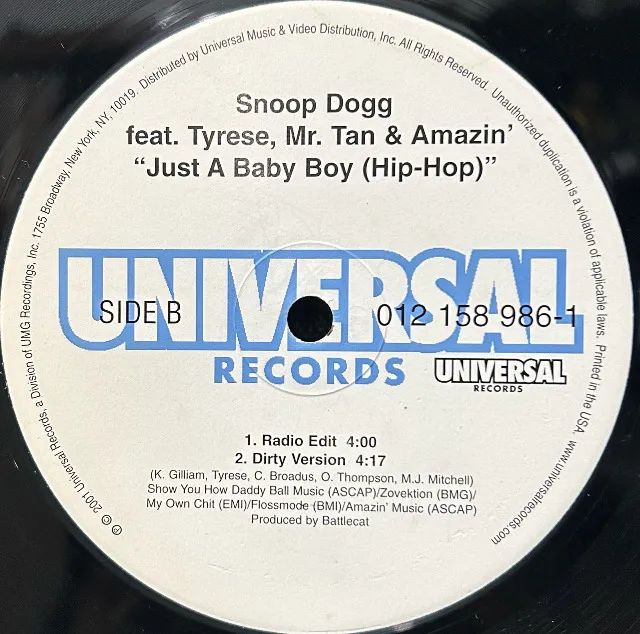 Snoop Dogg
feat. Tyrese, Mr. Tan & Amazin'
"Just A Baby Boy (Hip-Hop)"
UNIVERSAL
SIDE B
012 158 986-1
RECORDS
UNIVERSAL
RECORDS
1. Radio Edit 4:00
2. Dirty Version 4:17
(K. Gilliam, Tyrese, C. Broadus, O. Thompson, M.J. Mitchell)
Show You How Daddy Ball Music (ASCAP)/Zovektion (BMG)/
My Own Chit (EMI)/Flossmode (BMI)/Amazin' Music (ASCAP)
Produced by Battlecat
℗ © 2001 Universal Records, a Division of UMG Recordings, Inc. 1755 Broadway, New York, NY, 10019. Distributed by Universal Music & Video Distribution, Inc. All Rights Reserved. Unauthorized duplication is a violation of applicable laws. Printed in the USA. www.universalrecords.com